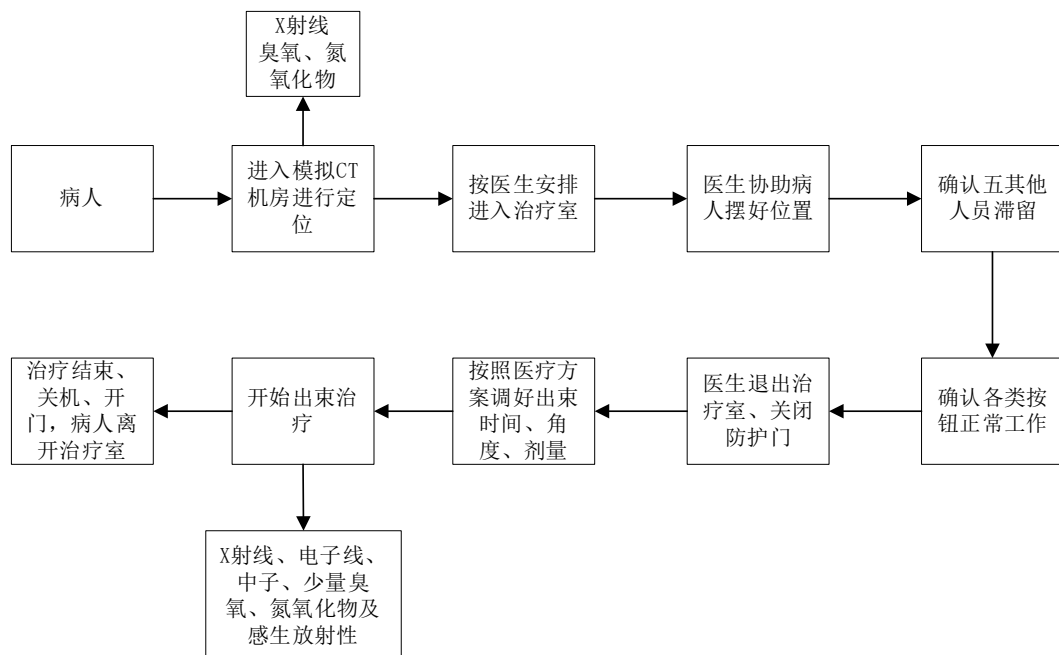 X射线
臭氧、氮
氧化物
病人
进入模拟CT
机房进行定
位
按医生安排
进入治疗室
医生协助病
人摆好位置
确认五其他
人员滞留
确认各类按
钮正常工作
医生退出治
疗室、关闭
防护门
按照医疗方
案调好出束
时间、角
度、剂量
开始出束治
疗
治疗结束、
关机、开
门，病人离
开治疗室
X射线、电子线、
中子、少量臭
氧、氮氧化物及
感生放射性